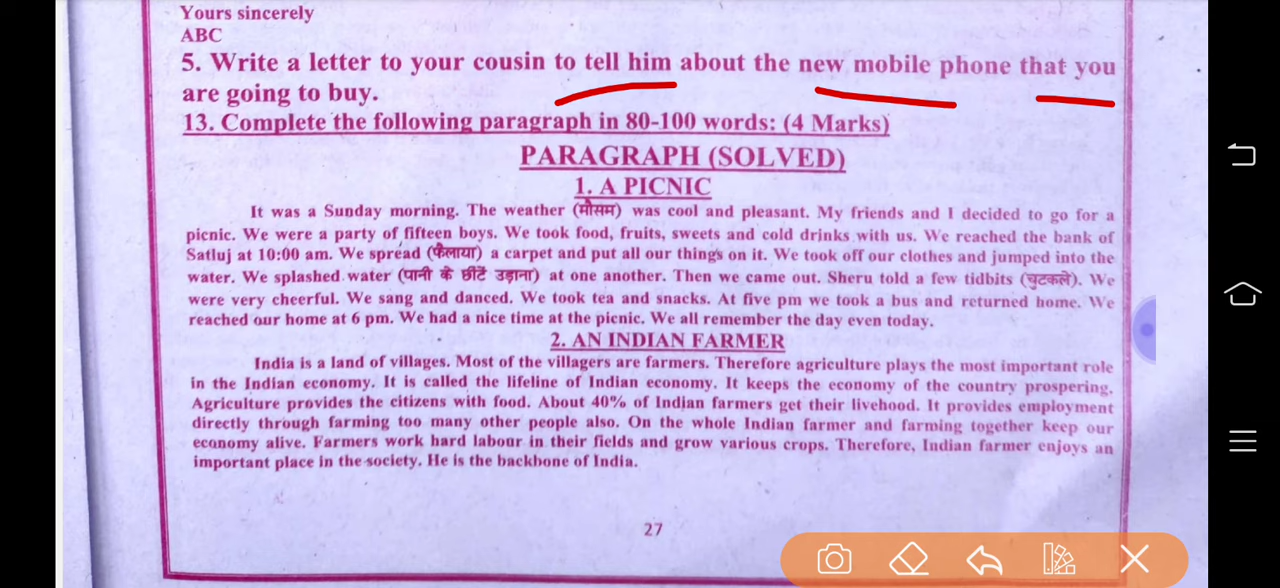 Yours sincerely
ABC
5. Write a letter to your cousin to tell him about the new mobile phone that you
are going to buy.
13. Complete the following paragraph in 80-100 words: (4 Marks)
PARAGRAPH (SOLVED)
1. A PICNIC
It was a Sunday morning. The weather (मौसम) was cool and pleasant. My friends and I decided to go for a
picnic. We were a party of fifteen boys. We took food, fruits, sweets and cold drinks with us. We reached the bank of
Satluj at 10:00 am. We spread (फैलाया) a carpet and put all our things on it. We took off our clothes and jumped into the
water. We splashed water (पानी के छींटें उड़ाना) at one another. Then we came out. Sheru told a few tidbits (चुटकले). We
were very cheerful. We sang and danced. We took tea and snacks. At five pm we took a bus and returned home. We
reached our home at 6 pm. We had a nice time at the picnic. We all remember the day even today.
2. AN INDIAN FARMER
India is a land of villages. Most of the villagers are farmers. Therefore agriculture plays the most important role
in the Indian economy. It is called the lifeline of Indian economy. It keeps the economy of the country prospering.
Agriculture provides the citizens with food. About 40% of Indian farmers get their livehood. It provides employment
directly through farming too many other people also. On the whole Indian farmer and farming together keep our
economy alive. Farmers work hard labour in their fields and grow various crops. Therefore, Indian farmer enjoys an
important place in the society. He is the backbone of India.
27